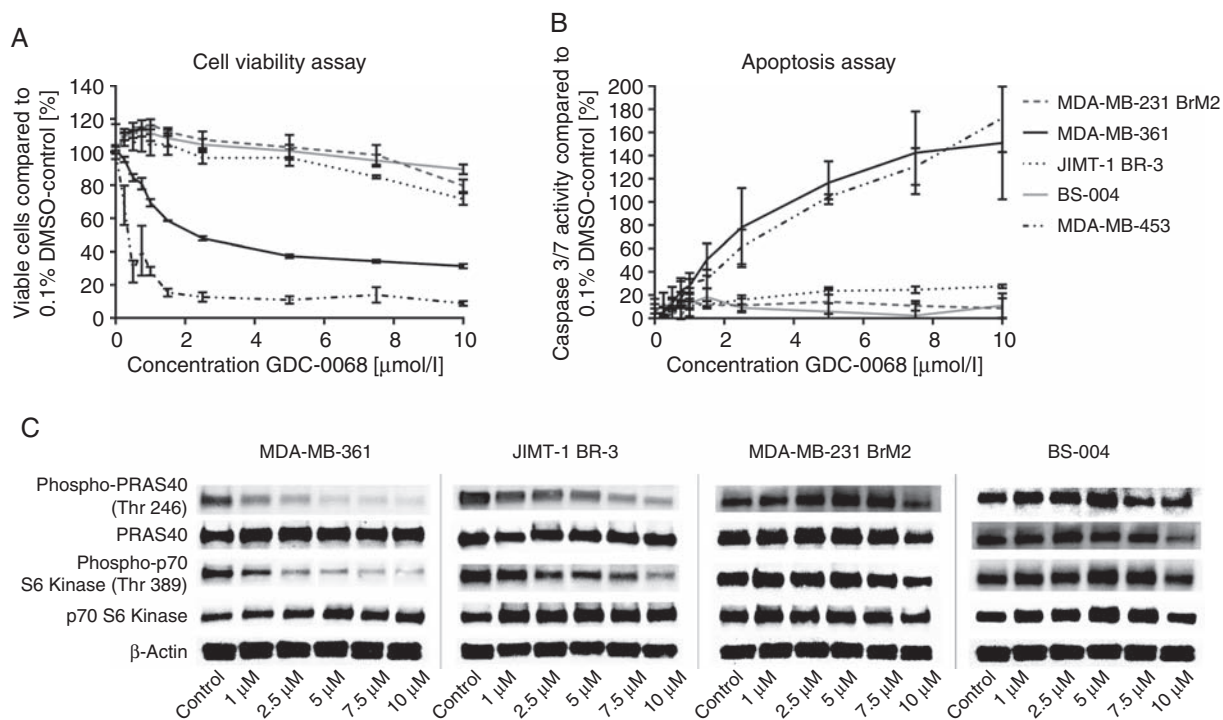 A
Cell viability assay
Viable cells compared to
0.1% DMSO-control [%]
140
120
100
80
60
40
20
0
0 2 4 6 8 10
Concentration GDC-0068 [μmol/l]
B
Apoptosis assay
Caspase 3/7 activity compared to
0.1% DMSO-control [%]
200
180
160
140
120
100
80
60
40
20
0
0 2 4 6 8 10
Concentration GDC-0068 [μmol/l]
MDA-MB-231 BrM2
MDA-MB-361
JIMT-1 BR-3
BS-004
MDA-MB-453
C
MDA-MB-361 JIMT-1 BR-3 MDA-MB-231 BrM2 BS-004
Phospho-PRAS40
(Thr 246)
PRAS40
Phospho-p70
S6 Kinase (Thr 389)
p70 S6 Kinase
β-Actin
Control 1 μM 2.5 μM 5 μM 7.5 μM 10 μM
Control 1 μM 2.5 μM 5 μM 7.5 μM 10 μM
Control 1 μM 2.5 μM 5 μM 7.5 μM 10 μM
Control 1 μM 2.5 μM 5 μM 7.5 μM 10 μM